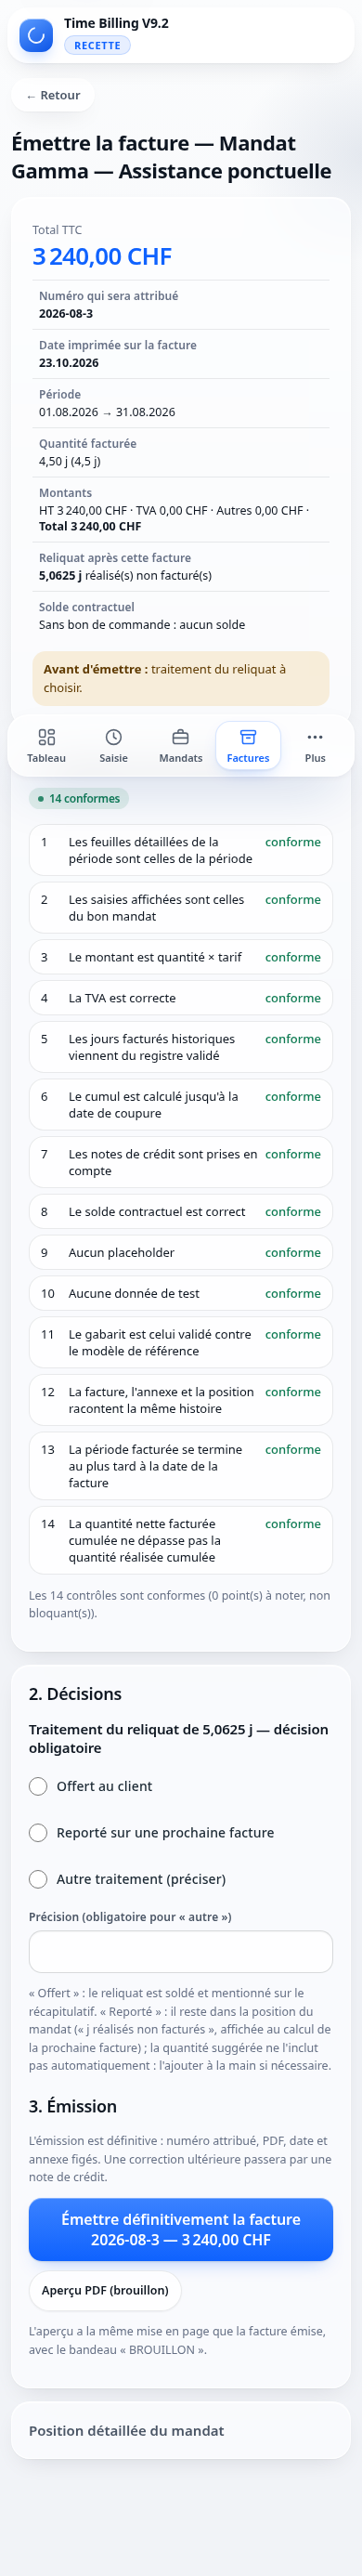 Time Billing V9.2
RECETTE
← Retour
Émettre la facture — Mandat
Gamma — Assistance ponctuelle
Total TTC
3 240,00 CHF
Numéro qui sera attribué
2026-08-3
Date imprimée sur la facture
23.10.2026
Période
01.08.2026 → 31.08.2026
Quantité facturée
4,50 j (4,5 j)
Montants
HT 3 240,00 CHF · TVA 0,00 CHF · Autres 0,00 CHF ·
Total 3 240,00 CHF
Reliquat après cette facture
5,0625 j réalisé(s) non facturé(s)
Solde contractuel
Sans bon de commande : aucun solde
Avant d'émettre : traitement du reliquat à
choisir.
Tableau
Saisie
Mandats
Factures
Plus
14 conformes
1 Les feuilles détaillées de la conforme
période sont celles de la période
2 Les saisies affichées sont celles conforme
du bon mandat
3 Le montant est quantité × tarif conforme
4 La TVA est correcte conforme
5 Les jours facturés historiques conforme
viennent du registre validé
6 Le cumul est calculé jusqu'à la conforme
date de coupure
7 Les notes de crédit sont prises en conforme
compte
8 Le solde contractuel est correct conforme
9 Aucun placeholder conforme
10 Aucune donnée de test conforme
11 Le gabarit est celui validé contre conforme
le modèle de référence
12 La facture, l'annexe et la position conforme
racontent la même histoire
13 La période facturée se termine conforme
au plus tard à la date de la
facture
14 La quantité nette facturée conforme
cumulée ne dépasse pas la
quantité réalisée cumulée
Les 14 contrôles sont conformes (0 point(s) à noter, non
bloquant(s)).
2. Décisions
Traitement du reliquat de 5,0625 j — décision
obligatoire
Offert au client
Reporté sur une prochaine facture
Autre traitement (préciser)
Précision (obligatoire pour « autre »)
« Offert » : le reliquat est soldé et mentionné sur le
récapitulatif. « Reporté » : il reste dans la position du
mandat (« j réalisés non facturés », affichée au calcul de
la prochaine facture) ; la quantité suggérée ne l'inclut
pas automatiquement : l'ajouter à la main si nécessaire.
3. Émission
L'émission est définitive : numéro attribué, PDF, date et
annexe figés. Une correction ultérieure passera par une
note de crédit.
Émettre définitivement la facture
2026-08-3 — 3 240,00 CHF
Aperçu PDF (brouillon)
L'aperçu a la même mise en page que la facture émise,
avec le bandeau « BROUILLON ».
Position détaillée du mandat